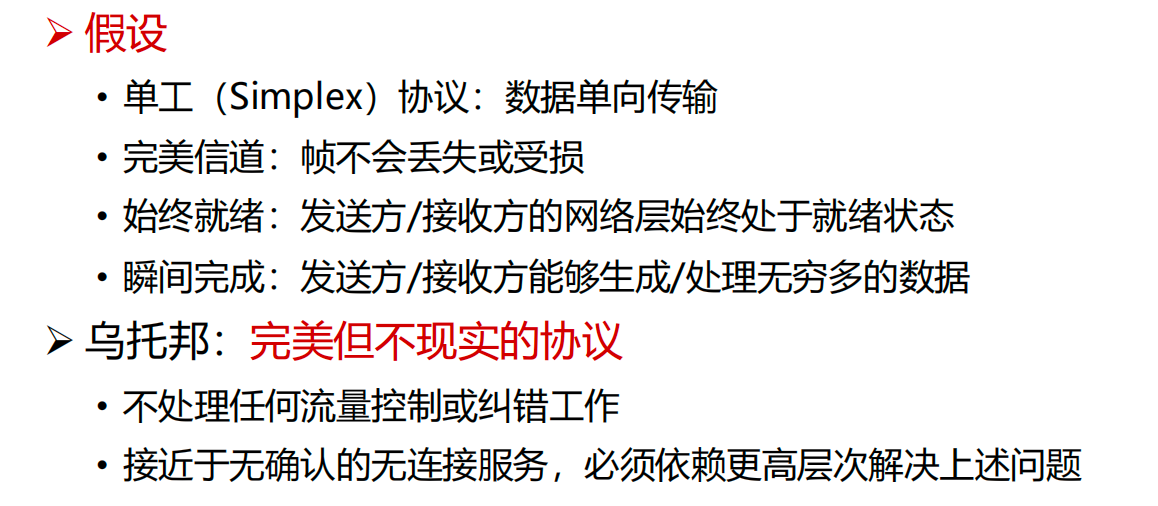 ➢ 假设
• 单工（Simplex）协议：数据单向传输
• 完美信道：帧不会丢失或受损
• 始终就绪：发送方/接收方的网络层始终处于就绪状态
• 瞬间完成：发送方/接收方能够生成/处理无穷多的数据
➢ 乌托邦：完美但不现实的协议
• 不处理任何流量控制或纠错工作
• 接近于无确认的无连接服务，必须依赖更高层次解决上述问题